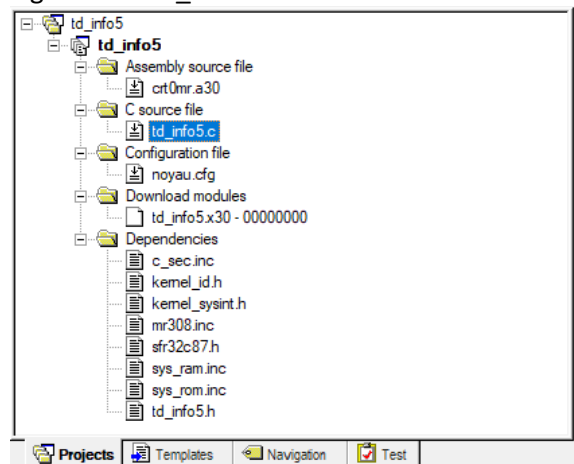 td_info5
td_info5
Assembly source file
crt0mr.a30
C source file
td_info5.c
Configuration file
noyau.cfg
Download modules
td_info5.x30 - 00000000
Dependencies
c_sec.inc
kernel_id.h
kernel_sysint.h
mr308.inc
sfr32c87.h
sys_ram.inc
sys_rom.inc
td_info5.h
Projects Templates Navigation Test